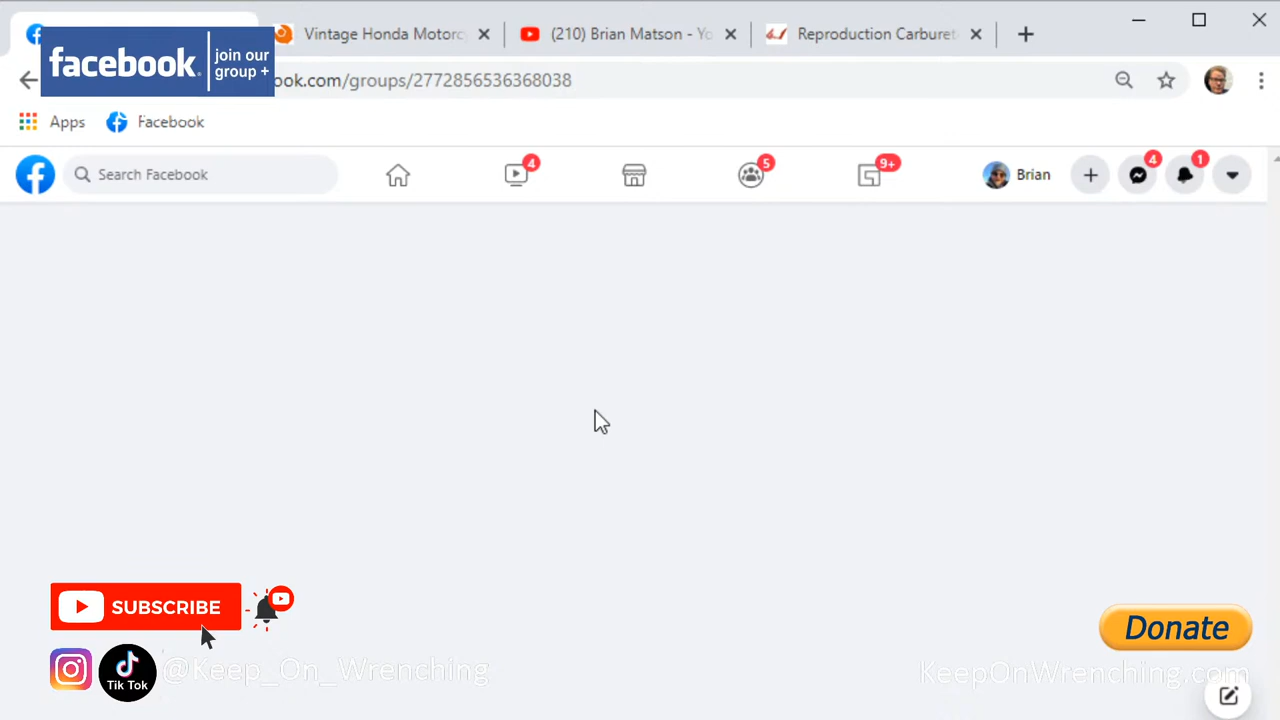 Vintage Honda Motorc
(210) Brian Matson - Yo
Reproduction Carburet
facebook.
join our
group +
ok.com/groups/2772856536368038
Apps
Facebook
Search Facebook
4
5
9+
Brian
4
1
SUBSCRIBE
Donate
Tik Tok
@Keep_On_Wrenching
KeepOnWrenching.com